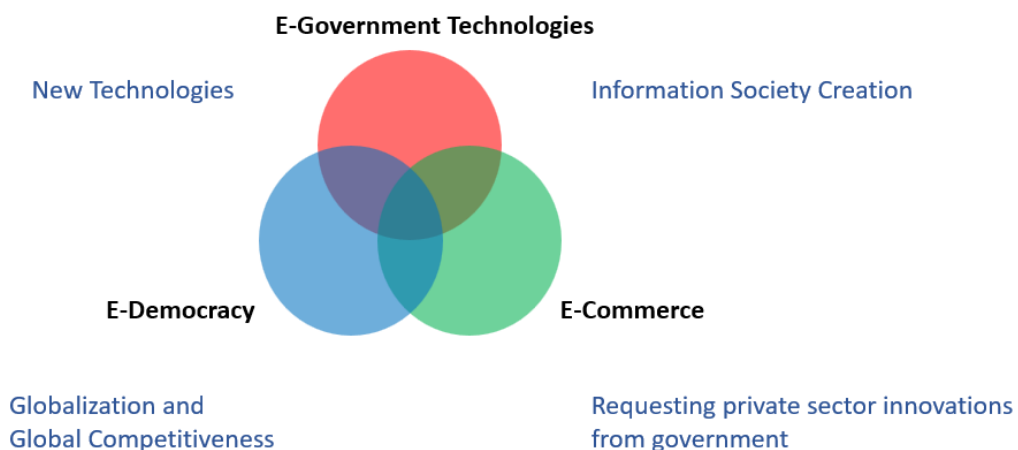 E-Government Technologies
New Technologies
Information Society Creation
E-Democracy
E-Commerce
Globalization and
Global Competitiveness
Requesting private sector innovations
from government